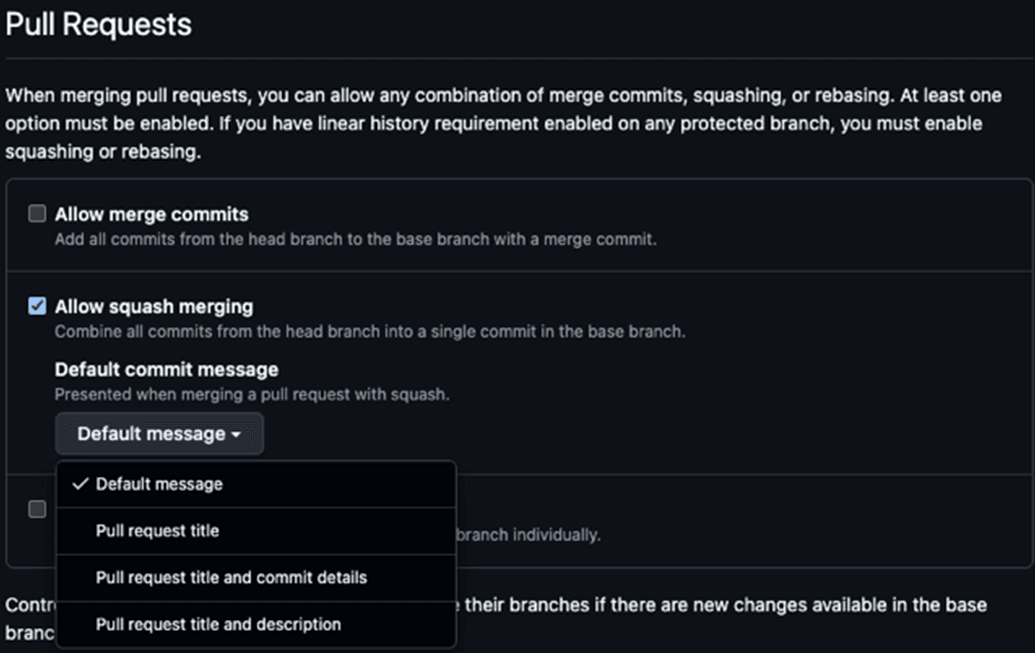 Pull Requests
When merging pull requests, you can allow any combination of merge commits, squashing, or rebasing. At least one
option must be enabled. If you have linear history requirement enabled on any protected branch, you must enable
squashing or rebasing.
Allow merge commits
Add all commits from the head branch to the base branch with a merge commit.
Allow squash merging
Combine all commits from the head branch into a single commit in the base branch.
Default commit message
Presented when merging a pull request with squash.
Default message
Default message
Pull request title
branch individually.
Pull request title and commit details
their branches if there are new changes available in the base
Pull request title and description